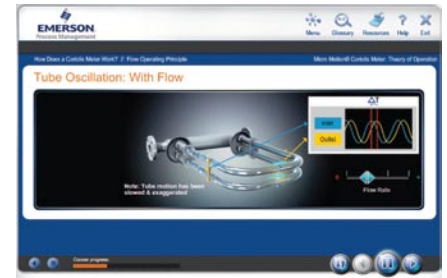 EMERSON
Process Management
Menu Glossary Resources Help Exit
How Does a Coriolis Meter Work? // Flow Operating Principle
Micro Motion® Coriolis Meter: Theory of Operation
Tube Oscillation: With Flow
ΔT
Inlet
Outlet
Note: Tube motion has been
slowed & exaggerated
Flow Rate
Course progress: